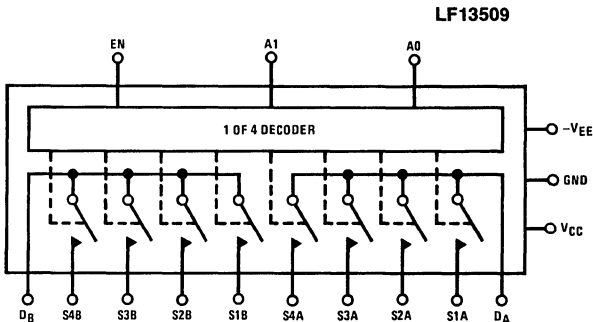 LF13509
EN A1 A0
1 OF 4 DECODER
-VEE
GND
VCC
DB S4B S3B S2B S1B S4A S3A S2A S1A DA